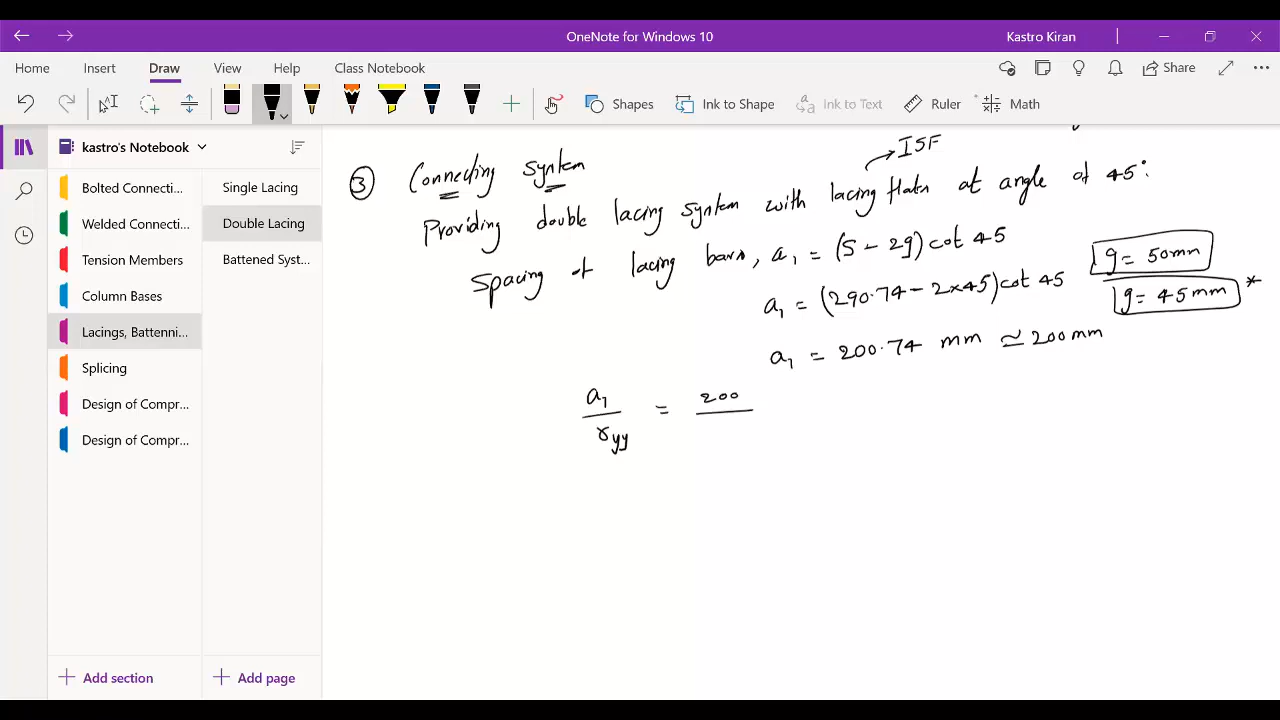 OneNote for Windows 10
Kastro Kiran
Home Insert Draw View Help Class Notebook
Share
Shapes Ink to Shape Ink to Text Ruler Math
kastro's Notebook
Bolted Connecti...
Welded Connecti...
Tension Members
Column Bases
Lacings, Battenni...
Splicing
Design of Compr...
Design of Compr...
Add section
Single Lacing
Double Lacing
Battened Syst...
Add page
③ Connecting system
→ ISF
Providing double lacing system with lacing flats at angle of 45°
Spacing of lacing bars, a₁ = (S - 2g) cot 45
g = 50mm
a₁ = (290.74 - 2×45) cot 45
g = 45mm *
a₁ = 200.74 mm ≃ 200mm
a₁ / r_yy = 200